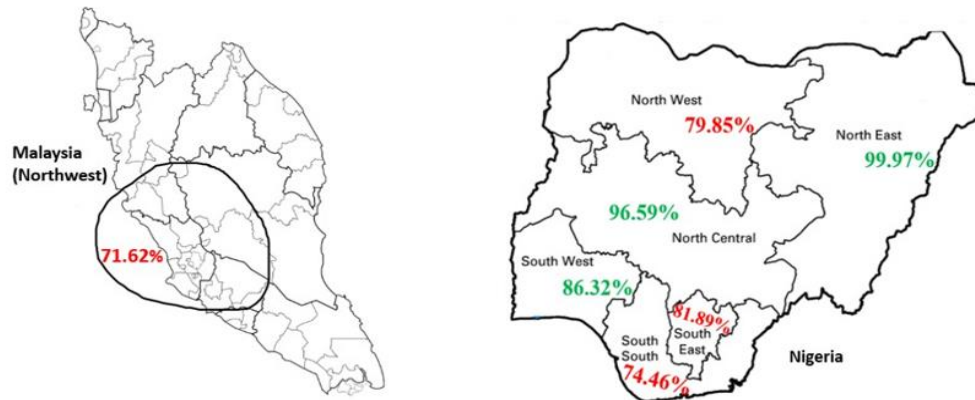 Malaysia
(Northwest)
71.62%
North West
79.85%
North East
99.97%
96.59%
North Central
South West
86.32%
81.89%
South
East
South
South
74.46%
Nigeria